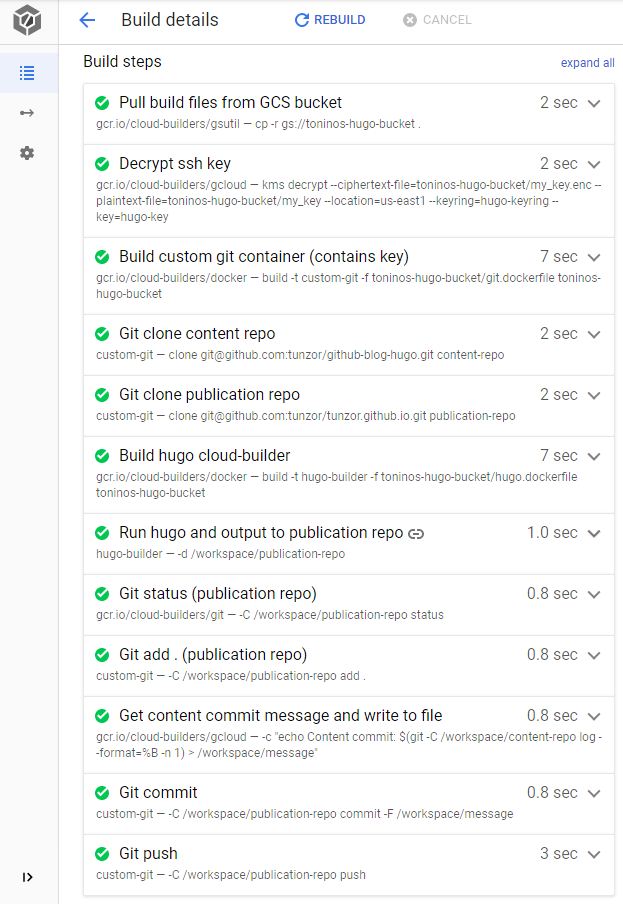 Build details
REBUILD
CANCEL
Build steps
expand all
Pull build files from GCS bucket
2 sec
gcr.io/cloud-builders/gsutil — cp -r gs://toninos-hugo-bucket .
Decrypt ssh key
2 sec
gcr.io/cloud-builders/gcloud — kms decrypt --ciphertext-file=toninos-hugo-bucket/my_key.enc --
plaintext-file=toninos-hugo-bucket/my_key --location=us-east1 --keyring=hugo-keyring --
key=hugo-key
Build custom git container (contains key)
7 sec
gcr.io/cloud-builders/docker — build -t custom-git -f toninos-hugo-bucket/git.dockerfile toninos-
hugo-bucket
Git clone content repo
2 sec
custom-git — clone git@github.com:tunzor/github-blog-hugo.git content-repo
Git clone publication repo
2 sec
custom-git — clone git@github.com:tunzor/tunzor.github.io.git publication-repo
Build hugo cloud-builder
7 sec
gcr.io/cloud-builders/docker — build -t hugo-builder -f toninos-hugo-bucket/hugo.dockerfile
toninos-hugo-bucket
Run hugo and output to publication repo
1.0 sec
hugo-builder — -d /workspace/publication-repo
Git status (publication repo)
0.8 sec
gcr.io/cloud-builders/git — -C /workspace/publication-repo status
Git add . (publication repo)
0.8 sec
custom-git — -C /workspace/publication-repo add .
Get content commit message and write to file
0.8 sec
gcr.io/cloud-builders/gcloud — -c "echo Content commit: $(git -C /workspace/content-repo log -
-format=%B -n 1) > /workspace/message"
Git commit
0.8 sec
custom-git — -C /workspace/publication-repo commit -F /workspace/message
Git push
3 sec
custom-git — -C /workspace/publication-repo push